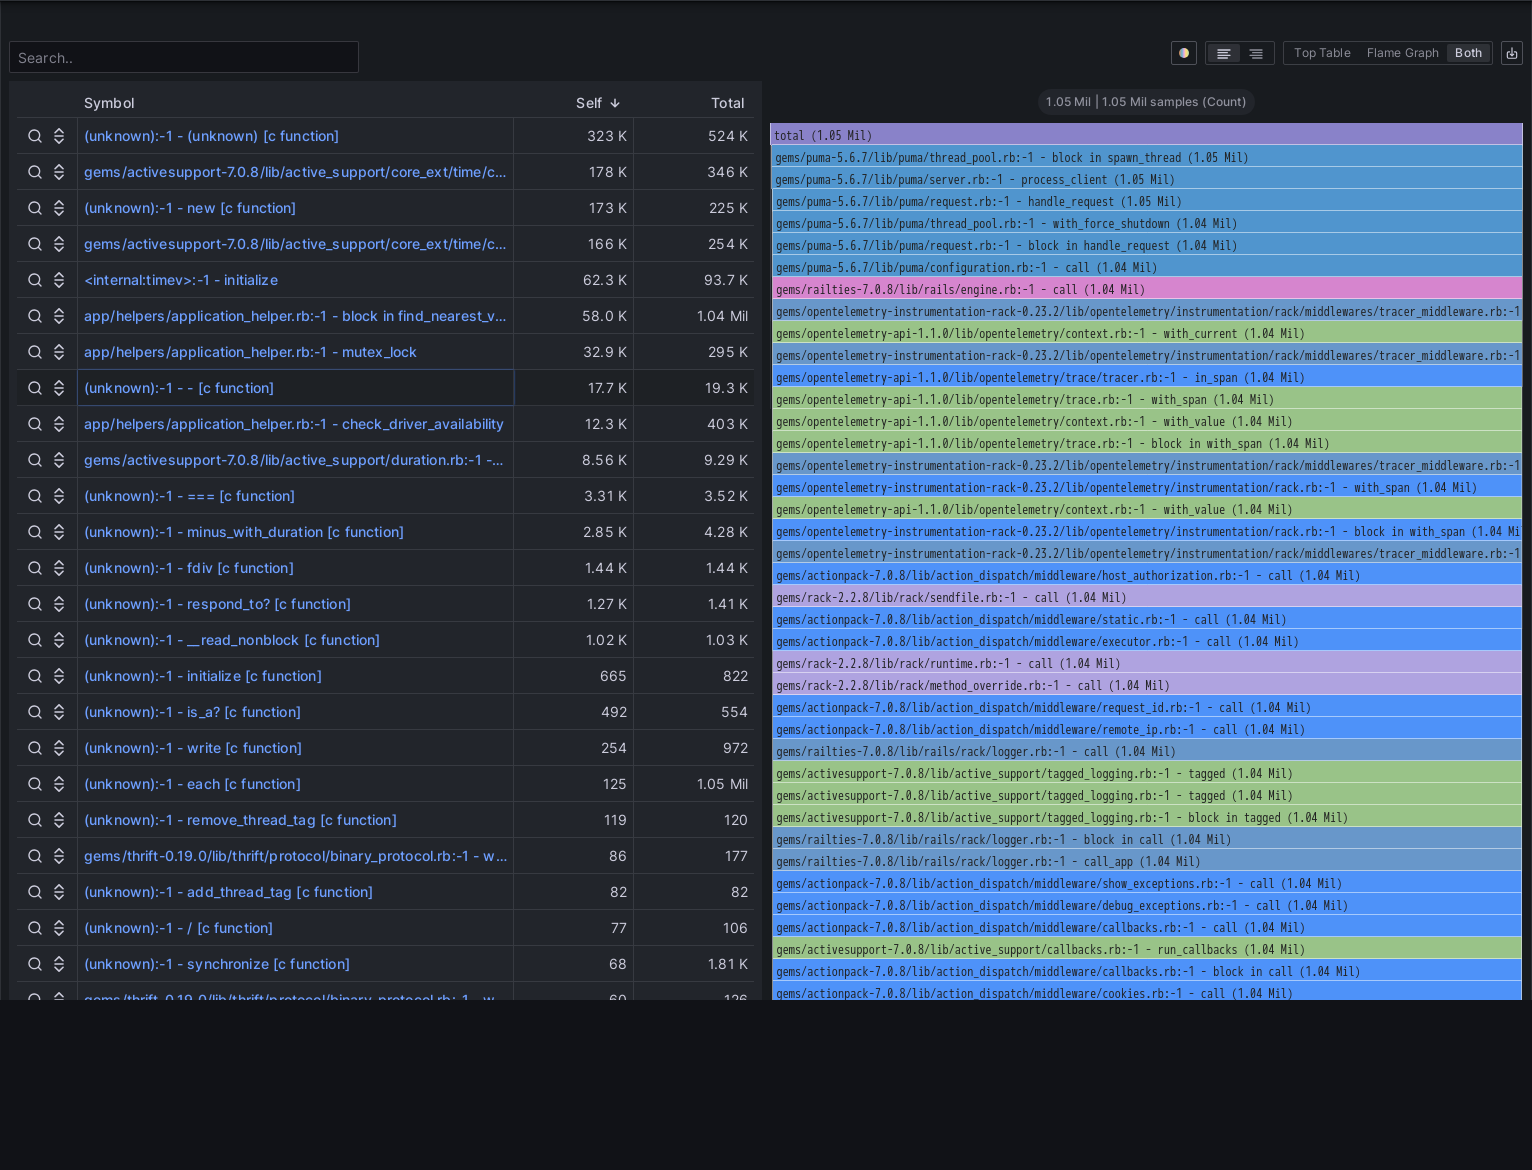 Search..
Top Table Flame Graph Both
Symbol Self Total
(unknown):-1 - (unknown) [c function] 323 K 524 K
gems/activesupport-7.0.8/lib/active_support/core_ext/time/c... 178 K 346 K
(unknown):-1 - new [c function] 173 K 225 K
gems/activesupport-7.0.8/lib/active_support/core_ext/time/c... 166 K 254 K
<internal:timev>:-1 - initialize 62.3 K 93.7 K
app/helpers/application_helper.rb:-1 - block in find_nearest_v... 58.0 K 1.04 Mil
app/helpers/application_helper.rb:-1 - mutex_lock 32.9 K 295 K
(unknown):-1 - - [c function] 17.7 K 19.3 K
app/helpers/application_helper.rb:-1 - check_driver_availability 12.3 K 403 K
gems/activesupport-7.0.8/lib/active_support/duration.rb:-1 -... 8.56 K 9.29 K
(unknown):-1 - === [c function] 3.31 K 3.52 K
(unknown):-1 - minus_with_duration [c function] 2.85 K 4.28 K
(unknown):-1 - fdiv [c function] 1.44 K 1.44 K
(unknown):-1 - respond_to? [c function] 1.27 K 1.41 K
(unknown):-1 - __read_nonblock [c function] 1.02 K 1.03 K
(unknown):-1 - initialize [c function] 665 822
(unknown):-1 - is_a? [c function] 492 554
(unknown):-1 - write [c function] 254 972
(unknown):-1 - each [c function] 125 1.05 Mil
(unknown):-1 - remove_thread_tag [c function] 119 120
gems/thrift-0.19.0/lib/thrift/protocol/binary_protocol.rb:-1 - w... 86 177
(unknown):-1 - add_thread_tag [c function] 82 82
(unknown):-1 - / [c function] 77 106
(unknown):-1 - synchronize [c function] 68 1.81 K
gems/thrift-0.19.0/lib/thrift/protocol/binary_protocol.rb:-1 - w... 60 126
1.05 Mil | 1.05 Mil samples (Count)
total (1.05 Mil)
gems/puma-5.6.7/lib/puma/thread_pool.rb:-1 - block in spawn_thread (1.05 Mil)
gems/puma-5.6.7/lib/puma/server.rb:-1 - process_client (1.05 Mil)
gems/puma-5.6.7/lib/puma/request.rb:-1 - handle_request (1.05 Mil)
gems/puma-5.6.7/lib/puma/thread_pool.rb:-1 - with_force_shutdown (1.04 Mil)
gems/puma-5.6.7/lib/puma/request.rb:-1 - block in handle_request (1.04 Mil)
gems/puma-5.6.7/lib/puma/configuration.rb:-1 - call (1.04 Mil)
gems/railties-7.0.8/lib/rails/engine.rb:-1 - call (1.04 Mil)
gems/opentelemetry-instrumentation-rack-0.23.2/lib/opentelemetry/instrumentation/rack/middlewares/tracer_middleware.rb:-1
gems/opentelemetry-api-1.1.0/lib/opentelemetry/context.rb:-1 - with_current (1.04 Mil)
gems/opentelemetry-instrumentation-rack-0.23.2/lib/opentelemetry/instrumentation/rack/middlewares/tracer_middleware.rb:-1
gems/opentelemetry-api-1.1.0/lib/opentelemetry/trace/tracer.rb:-1 - in_span (1.04 Mil)
gems/opentelemetry-api-1.1.0/lib/opentelemetry/trace.rb:-1 - with_span (1.04 Mil)
gems/opentelemetry-api-1.1.0/lib/opentelemetry/context.rb:-1 - with_value (1.04 Mil)
gems/opentelemetry-api-1.1.0/lib/opentelemetry/trace.rb:-1 - block in with_span (1.04 Mil)
gems/opentelemetry-instrumentation-rack-0.23.2/lib/opentelemetry/instrumentation/rack/middlewares/tracer_middleware.rb:-1
gems/opentelemetry-instrumentation-rack-0.23.2/lib/opentelemetry/instrumentation/rack.rb:-1 - with_span (1.04 Mil)
gems/opentelemetry-api-1.1.0/lib/opentelemetry/context.rb:-1 - with_value (1.04 Mil)
gems/opentelemetry-instrumentation-rack-0.23.2/lib/opentelemetry/instrumentation/rack.rb:-1 - block in with_span (1.04 Mi
gems/opentelemetry-instrumentation-rack-0.23.2/lib/opentelemetry/instrumentation/rack/middlewares/tracer_middleware.rb:-1
gems/actionpack-7.0.8/lib/action_dispatch/middleware/host_authorization.rb:-1 - call (1.04 Mil)
gems/rack-2.2.8/lib/rack/sendfile.rb:-1 - call (1.04 Mil)
gems/actionpack-7.0.8/lib/action_dispatch/middleware/static.rb:-1 - call (1.04 Mil)
gems/actionpack-7.0.8/lib/action_dispatch/middleware/executor.rb:-1 - call (1.04 Mil)
gems/rack-2.2.8/lib/rack/runtime.rb:-1 - call (1.04 Mil)
gems/rack-2.2.8/lib/rack/method_override.rb:-1 - call (1.04 Mil)
gems/actionpack-7.0.8/lib/action_dispatch/middleware/request_id.rb:-1 - call (1.04 Mil)
gems/actionpack-7.0.8/lib/action_dispatch/middleware/remote_ip.rb:-1 - call (1.04 Mil)
gems/railties-7.0.8/lib/rails/rack/logger.rb:-1 - call (1.04 Mil)
gems/activesupport-7.0.8/lib/active_support/tagged_logging.rb:-1 - tagged (1.04 Mil)
gems/activesupport-7.0.8/lib/active_support/tagged_logging.rb:-1 - tagged (1.04 Mil)
gems/activesupport-7.0.8/lib/active_support/tagged_logging.rb:-1 - block in tagged (1.04 Mil)
gems/railties-7.0.8/lib/rails/rack/logger.rb:-1 - block in call (1.04 Mil)
gems/railties-7.0.8/lib/rails/rack/logger.rb:-1 - call_app (1.04 Mil)
gems/actionpack-7.0.8/lib/action_dispatch/middleware/show_exceptions.rb:-1 - call (1.04 Mil)
gems/actionpack-7.0.8/lib/action_dispatch/middleware/debug_exceptions.rb:-1 - call (1.04 Mil)
gems/actionpack-7.0.8/lib/action_dispatch/middleware/callbacks.rb:-1 - call (1.04 Mil)
gems/activesupport-7.0.8/lib/active_support/callbacks.rb:-1 - run_callbacks (1.04 Mil)
gems/actionpack-7.0.8/lib/action_dispatch/middleware/callbacks.rb:-1 - block in call (1.04 Mil)
gems/actionpack-7.0.8/lib/action_dispatch/middleware/cookies.rb:-1 - call (1.04 Mil)